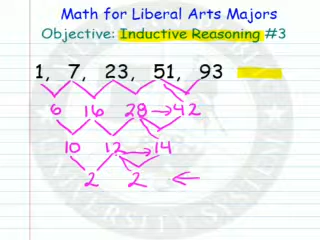 Math for Liberal Arts Majors
Objective: Inductive Reasoning #3
1, 7, 23, 51, 93
6 16 28 → 42
10 12 → 14
2 2 ←